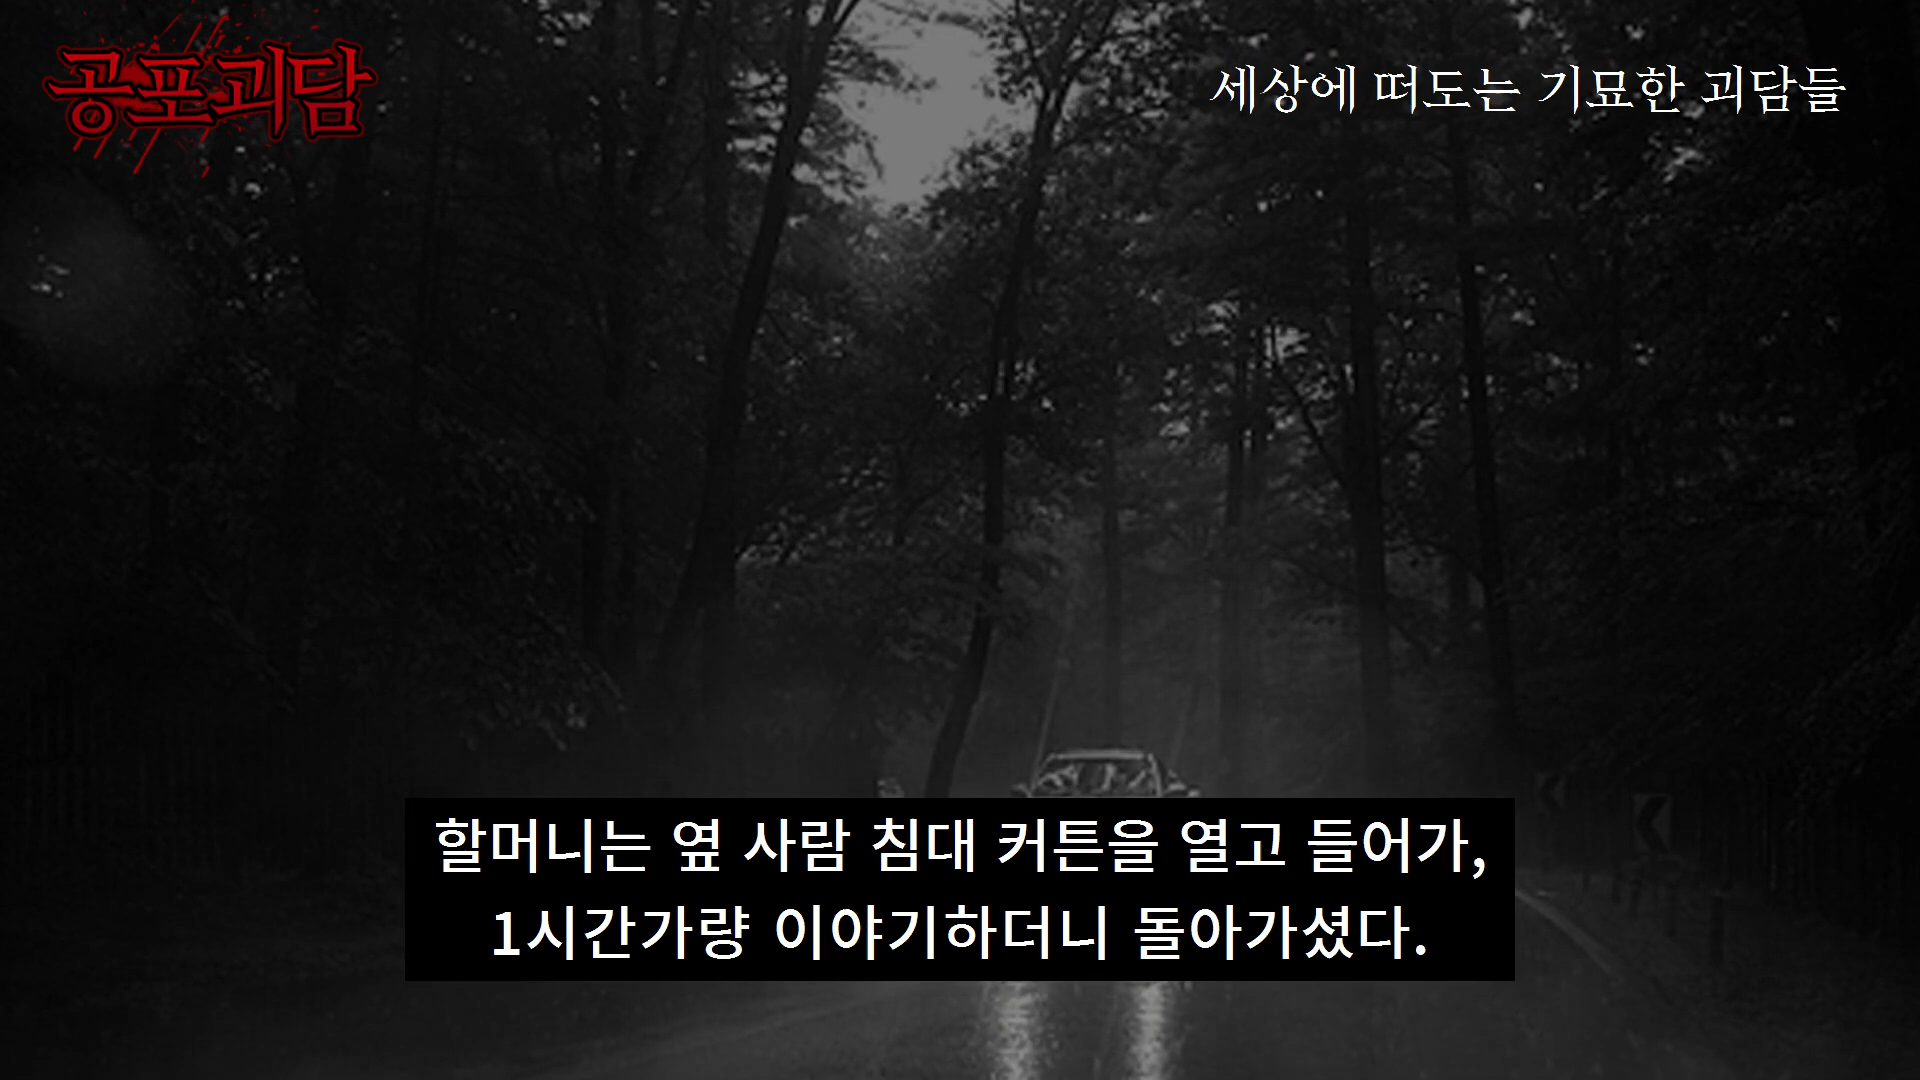 공포괴담
세상에 떠도는 기묘한 괴담들
할머니는 옆 사람 침대 커튼을 열고 들어가,
1시간가량 이야기하더니 돌아가셨다.